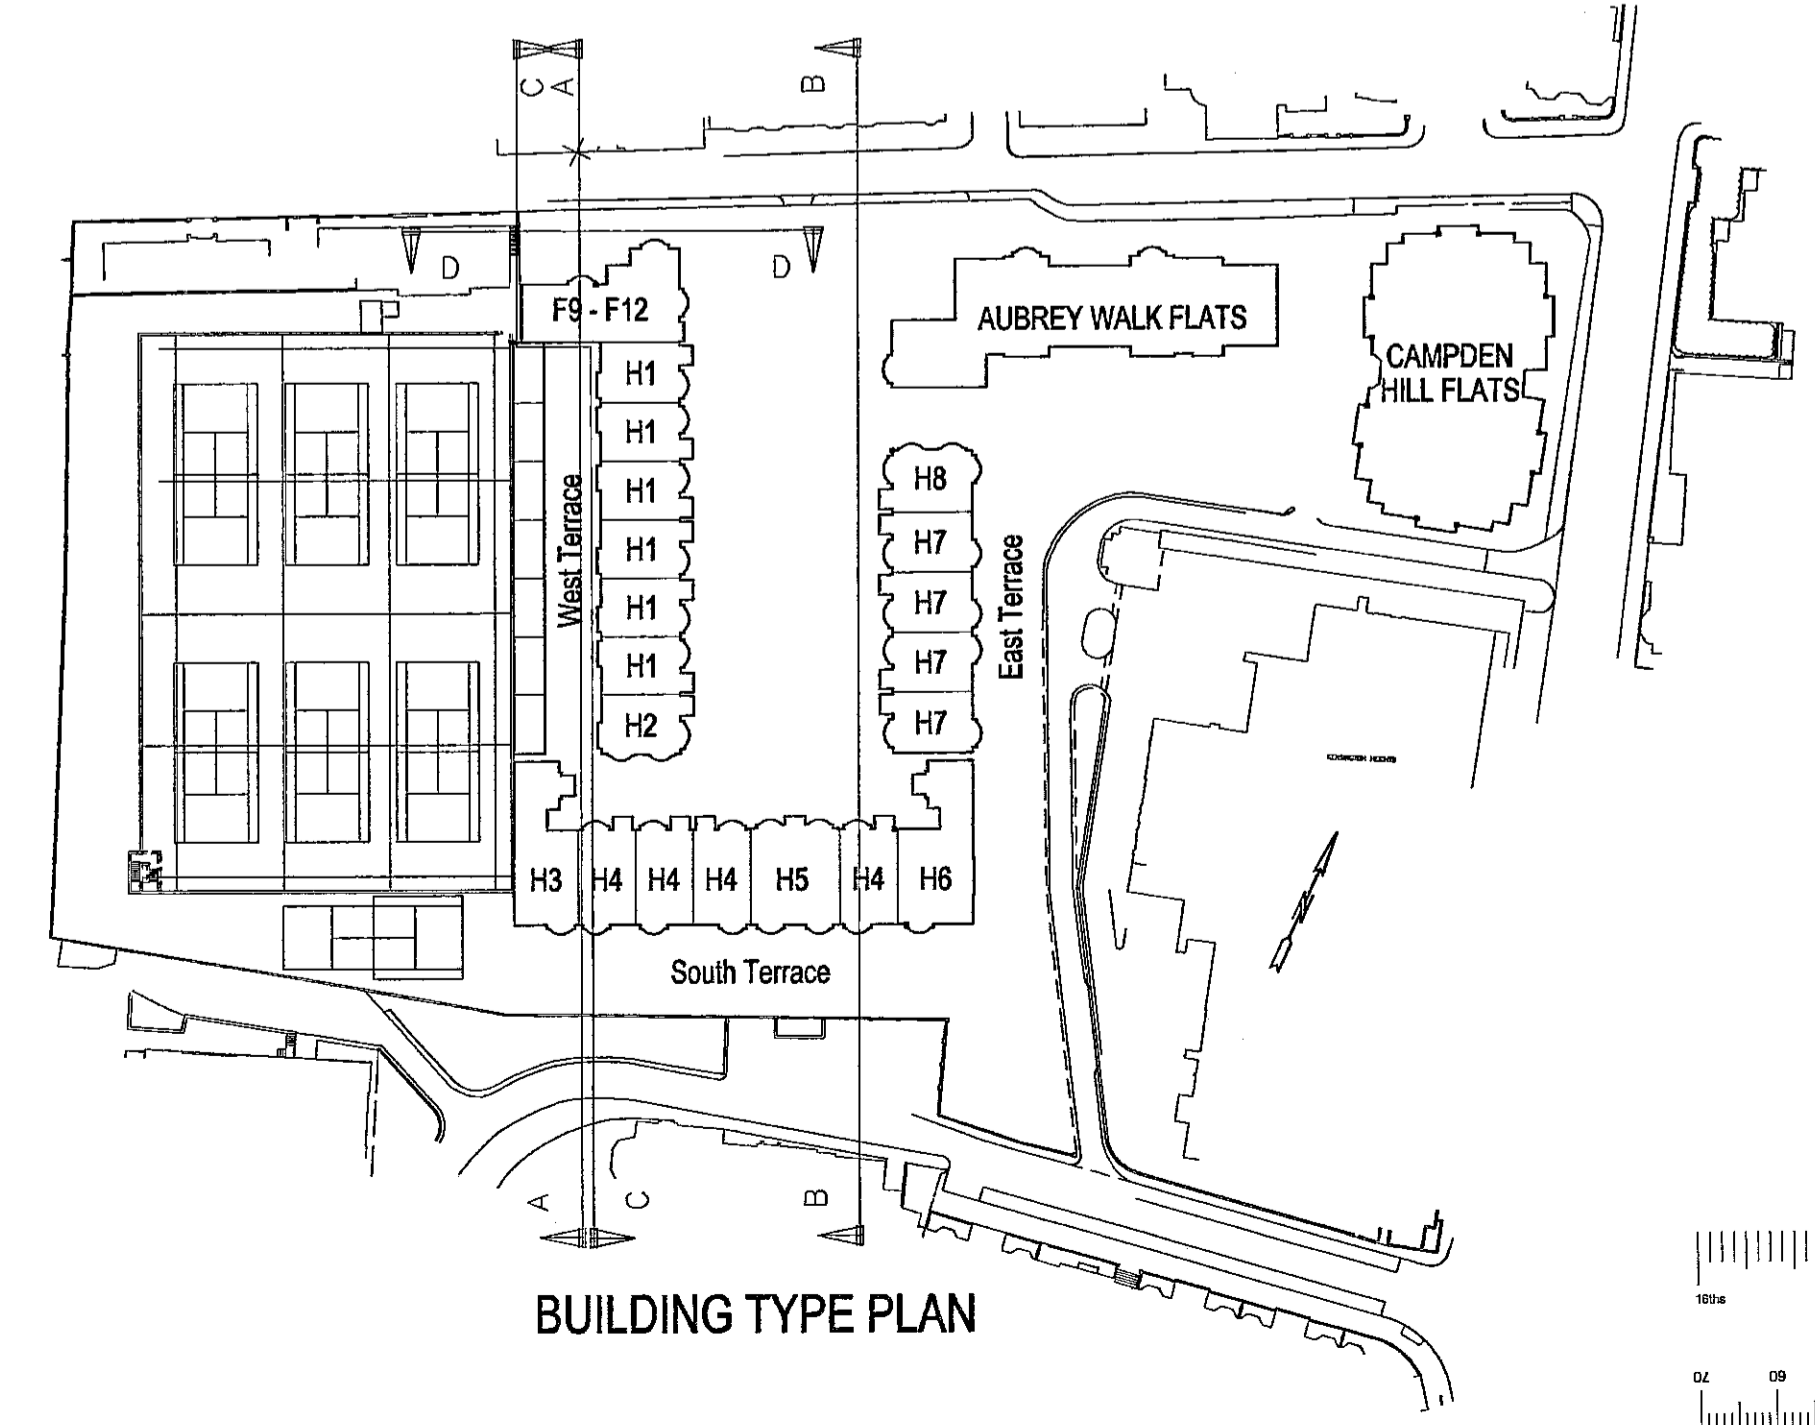 C
A
B
D
D
F9 - F12
AUBREY WALK FLATS
CAMPDEN
HILL FLATS
H1
H1
H1
H1
H1
H1
H2
West Terrace
H8
H7
H7
H7
H7
East Terrace
KENSINGTON HEIGHTS
H3
H4
H4
H4
H5
H4
H6
N
South Terrace
A
C
B
BUILDING TYPE PLAN
16ths
70
60